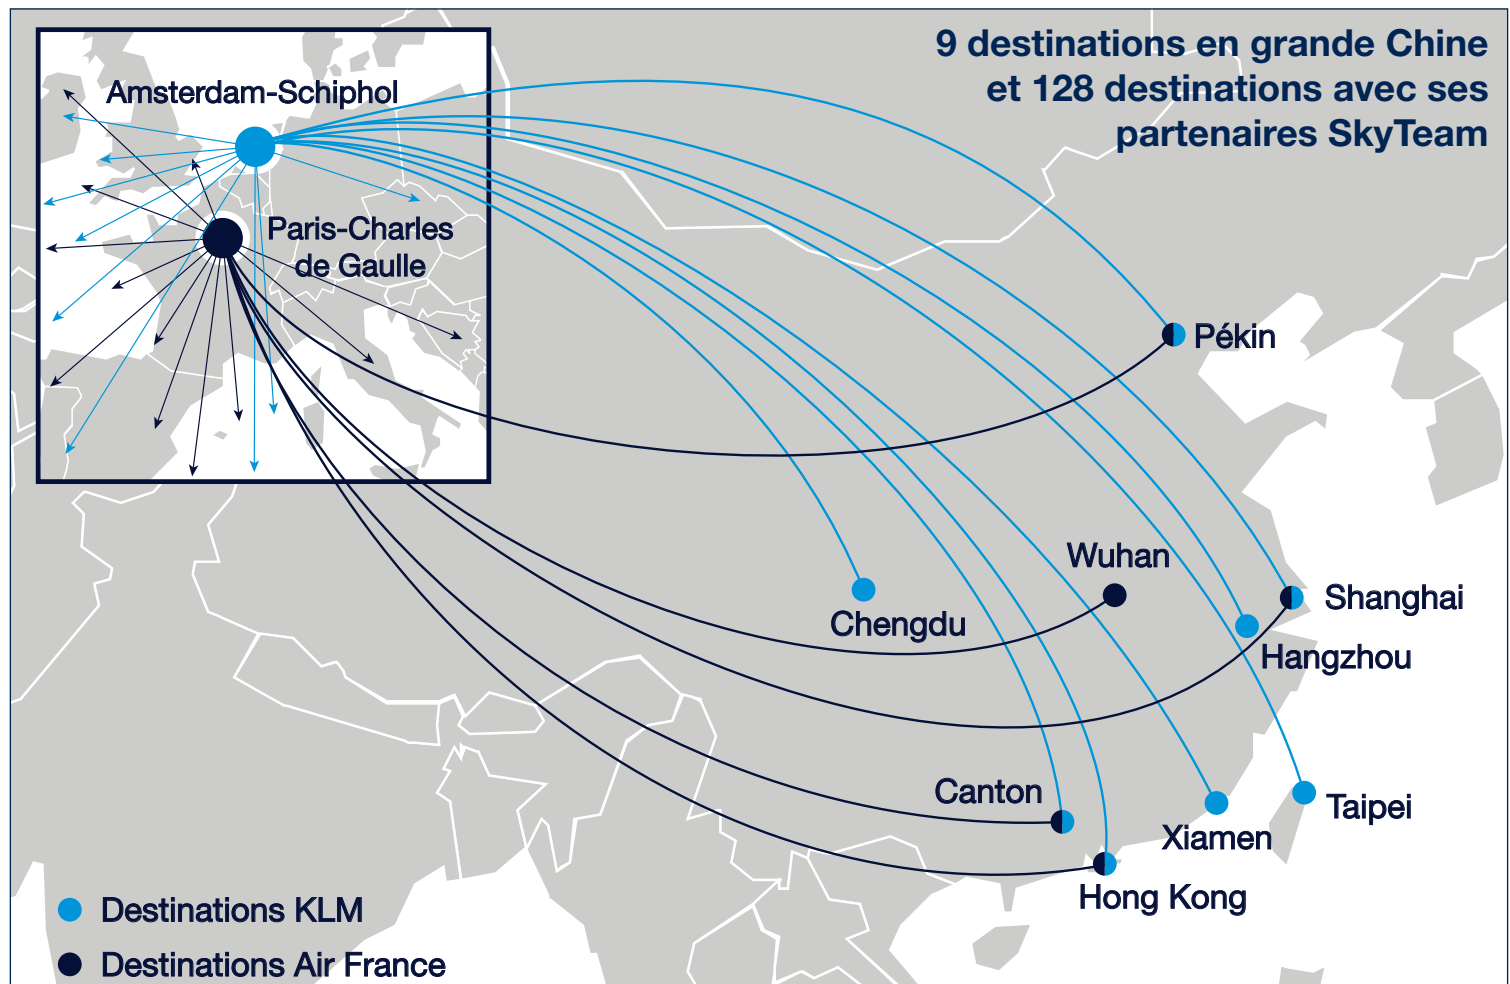 9 destinations en grande Chine
et 128 destinations avec ses
partenaires SkyTeam
Amsterdam-Schiphol
Paris-Charles
de Gaulle
Pékin
Wuhan
Shanghai
Chengdu
Hangzhou
Canton
Taipei
Xiamen
Hong Kong
Destinations KLM
Destinations Air France